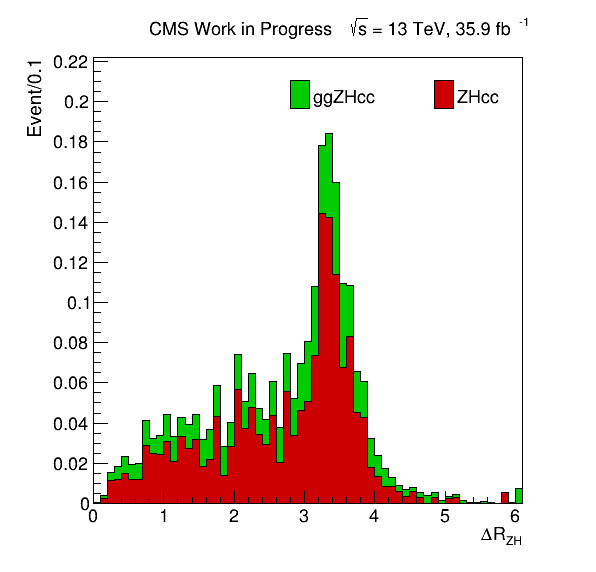 CMS Work in Progress √s = 13 TeV, 35.9 fb -1
Event/0.1
ggZHcc ZHcc
0.22
0.2
0.18
0.16
0.14
0.12
0.1
0.08
0.06
0.04
0.02
0
0 1 2 3 4 5 6
ΔR_ZH